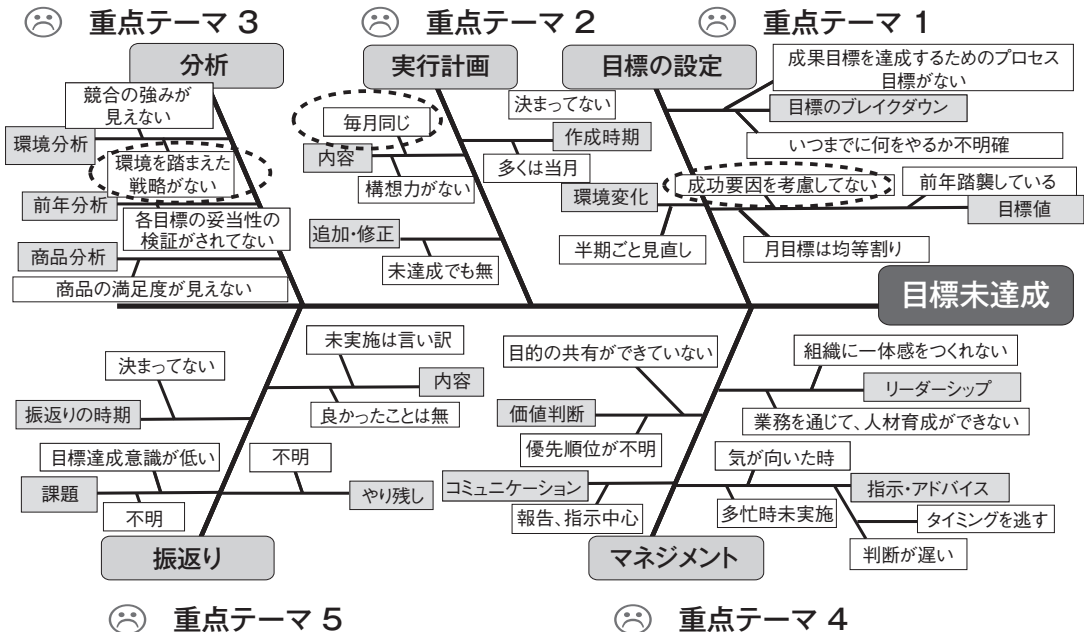 重点テーマ 3
重点テーマ 2
重点テーマ 1
分析
実行計画
目標の設定
競合の強みが
見えない
環境分析
環境を踏まえた
戦略がない
前年分析
各目標の妥当性の
検証がされてない
商品分析
商品の満足度が見えない
毎月同じ
内容
構想力がない
追加・修正
未達成でも無
決まってない
作成時期
多くは当月
成果目標を達成するためのプロセス
目標がない
目標のブレイクダウン
いつまでに何をやるか不明確
環境変化
成功要因を考慮してない
前年踏襲している
目標値
半期ごと見直し
月目標は均等割り
目標未達成
決まってない
振返りの時期
未実施は言い訳
内容
良かったことは無
目標達成意識が低い
課題
不明
不明
やり残し
振返り
目的の共有ができていない
価値判断
優先順位が不明
コミュニケーション
報告、指示中心
組織に一体感をつくれない
リーダーシップ
業務を通じて、人材育成ができない
気が向いた時
指示・アドバイス
多忙時未実施
タイミングを逃す
判断が遅い
マネジメント
重点テーマ 5
重点テーマ 4